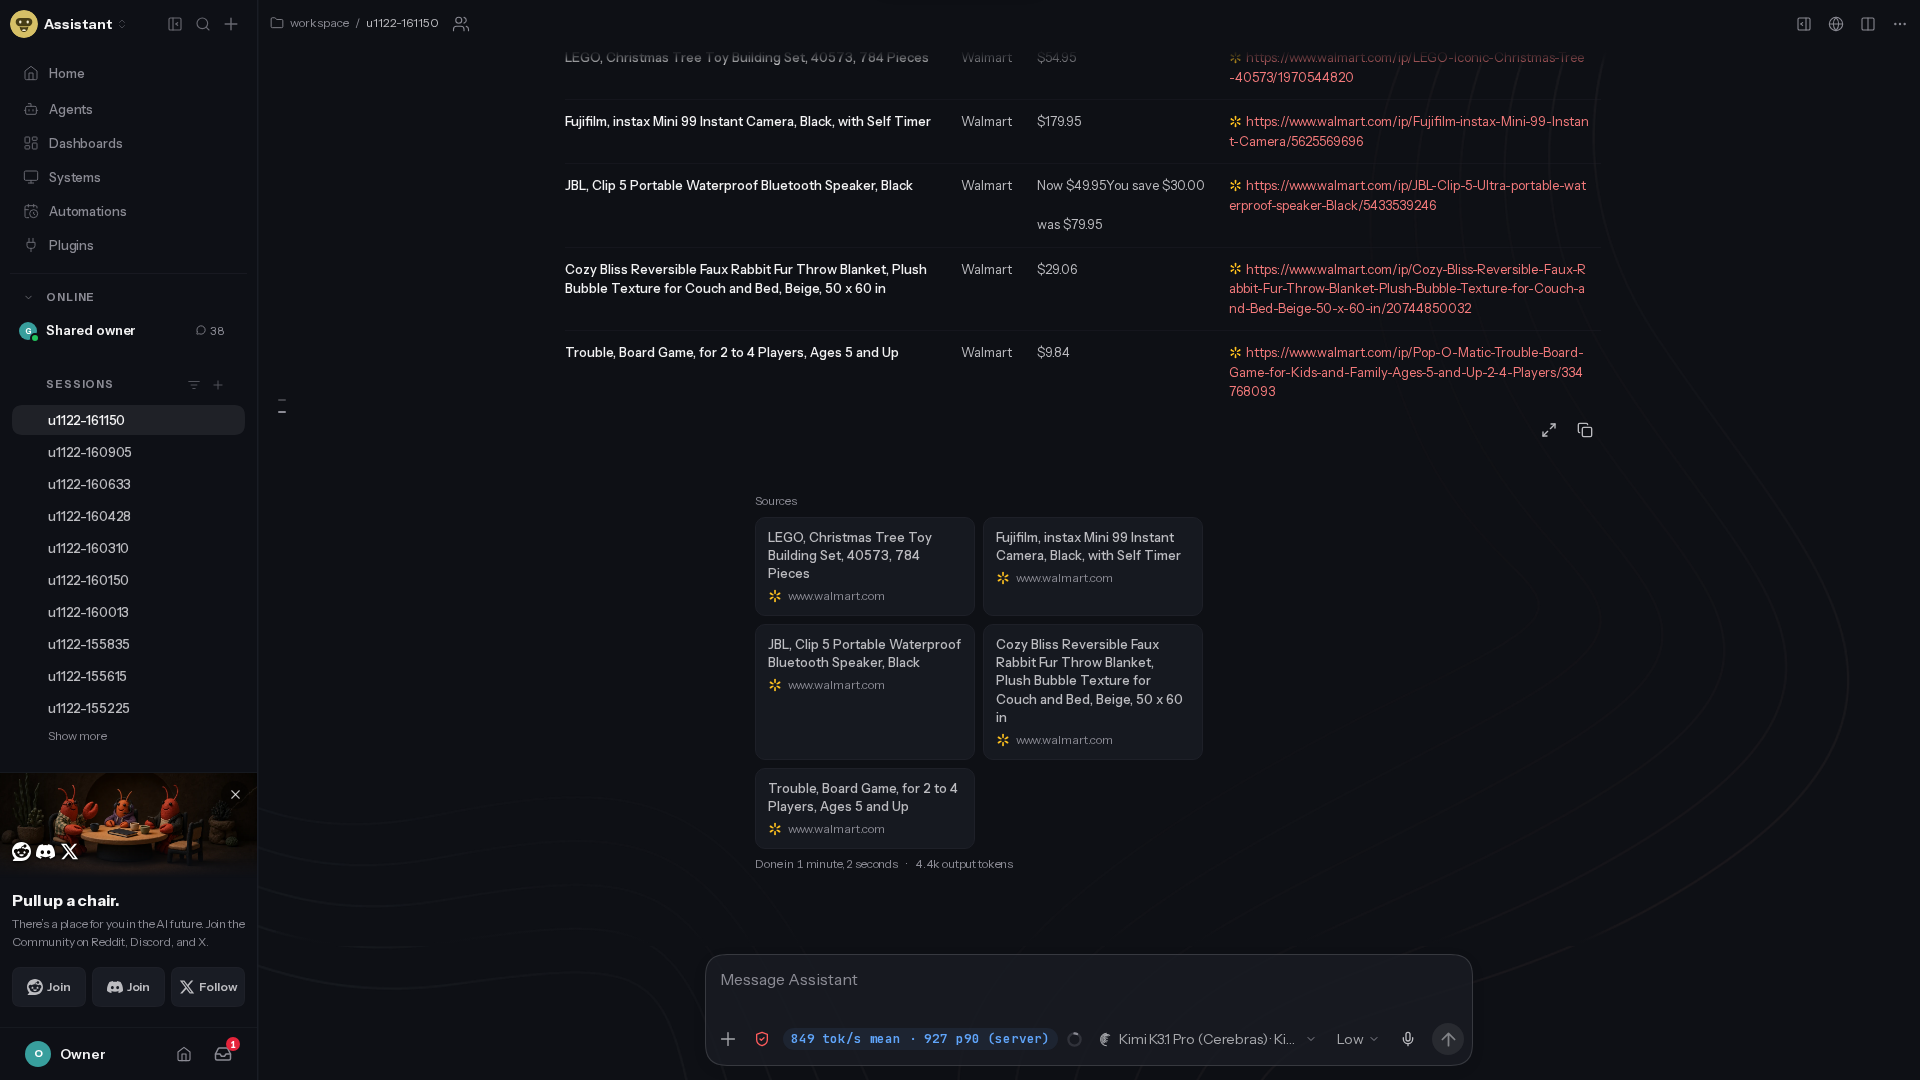 Assistant
workspace / u1122-161150
Home
Agents
Dashboards
Systems
Automations
Plugins
ONLINE
G
Shared owner
38
SESSIONS
u1122-161150
u1122-160905
u1122-160633
u1122-160428
u1122-160310
u1122-160150
u1122-160013
u1122-155835
u1122-155615
u1122-155225
Show more
Pull up a chair.
There's a place for you in the AI future. Join the
Community on Reddit, Discord, and X.
Join
Join
Follow
O
Owner
1
LEGO, Christmas Tree Toy Building Set, 40573, 784 Pieces
Walmart
$54.95
https://www.walmart.com/ip/LEGO-Iconic-Christmas-Tree
-40573/1970544820
Fujifilm, instax Mini 99 Instant Camera, Black, with Self Timer
Walmart
$179.95
https://www.walmart.com/ip/Fujifilm-instax-Mini-99-Instan
t-Camera/5625569696
JBL, Clip 5 Portable Waterproof Bluetooth Speaker, Black
Walmart
Now $49.95You save $30.00
was $79.95
https://www.walmart.com/ip/JBL-Clip-5-Ultra-portable-wat
erproof-speaker-Black/5433539246
Cozy Bliss Reversible Faux Rabbit Fur Throw Blanket, Plush
Bubble Texture for Couch and Bed, Beige, 50 x 60 in
Walmart
$29.06
https://www.walmart.com/ip/Cozy-Bliss-Reversible-Faux-R
abbit-Fur-Throw-Blanket-Plush-Bubble-Texture-for-Couch-a
nd-Bed-Beige-50-x-60-in/20744850032
Trouble, Board Game, for 2 to 4 Players, Ages 5 and Up
Walmart
$9.84
https://www.walmart.com/ip/Pop-O-Matic-Trouble-Board-
Game-for-Kids-and-Family-Ages-5-and-Up-2-4-Players/334
768093
Sources
LEGO, Christmas Tree Toy
Building Set, 40573, 784
Pieces
www.walmart.com
Fujifilm, instax Mini 99 Instant
Camera, Black, with Self Timer
www.walmart.com
JBL, Clip 5 Portable Waterproof
Bluetooth Speaker, Black
www.walmart.com
Cozy Bliss Reversible Faux
Rabbit Fur Throw Blanket,
Plush Bubble Texture for
Couch and Bed, Beige, 50 x 60
in
www.walmart.com
Trouble, Board Game, for 2 to 4
Players, Ages 5 and Up
www.walmart.com
Done in 1 minute, 2 seconds · 4.4k output tokens
Message Assistant
849 tok/s mean · 927 p90 (server)
Kimi K3.1 Pro (Cerebras) · Ki...
Low